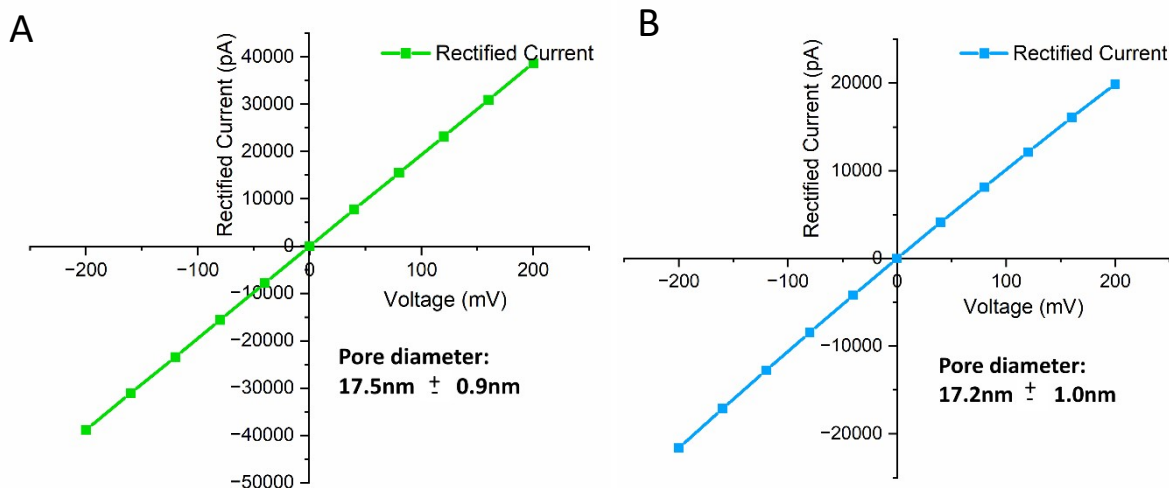 A
Rectified Current (pA)
Rectified Current
40000
30000
20000
10000
0
−10000
−20000
−30000
−40000
−50000
−200
−100
0
100
200
Voltage (mV)
Pore diameter:
17.5nm ± 0.9nm
B
Rectified Current (pA)
Rectified Current
20000
10000
0
−10000
−20000
−200
−100
0
100
200
Voltage (mV)
Pore diameter:
17.2nm ± 1.0nm